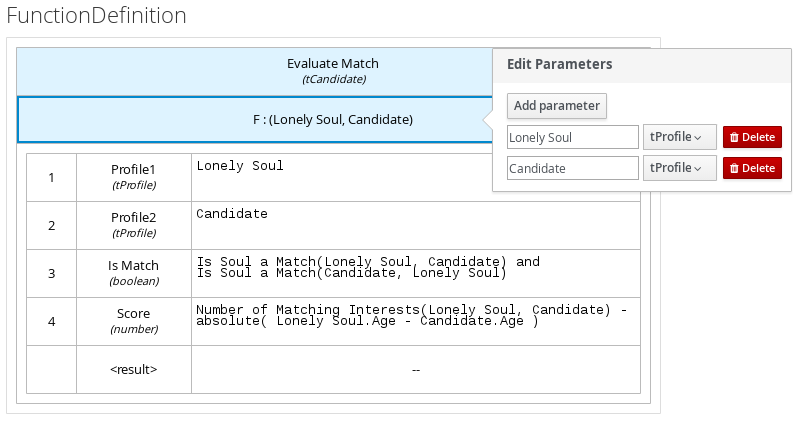 FunctionDefinition
Evaluate Match
(tCandidate)
F : (Lonely Soul, Candidate)
Edit Parameters
Add parameter
Lonely Soul tProfile Delete
Candidate tProfile Delete
1 Profile1 (tProfile) Lonely Soul
2 Profile2 (tProfile) Candidate
3 Is Match (boolean) Is Soul a Match(Lonely Soul, Candidate) and
Is Soul a Match(Candidate, Lonely Soul)
4 Score (number) Number of Matching Interests(Lonely Soul, Candidate) -
absolute( Lonely Soul.Age - Candidate.Age )
<result> --